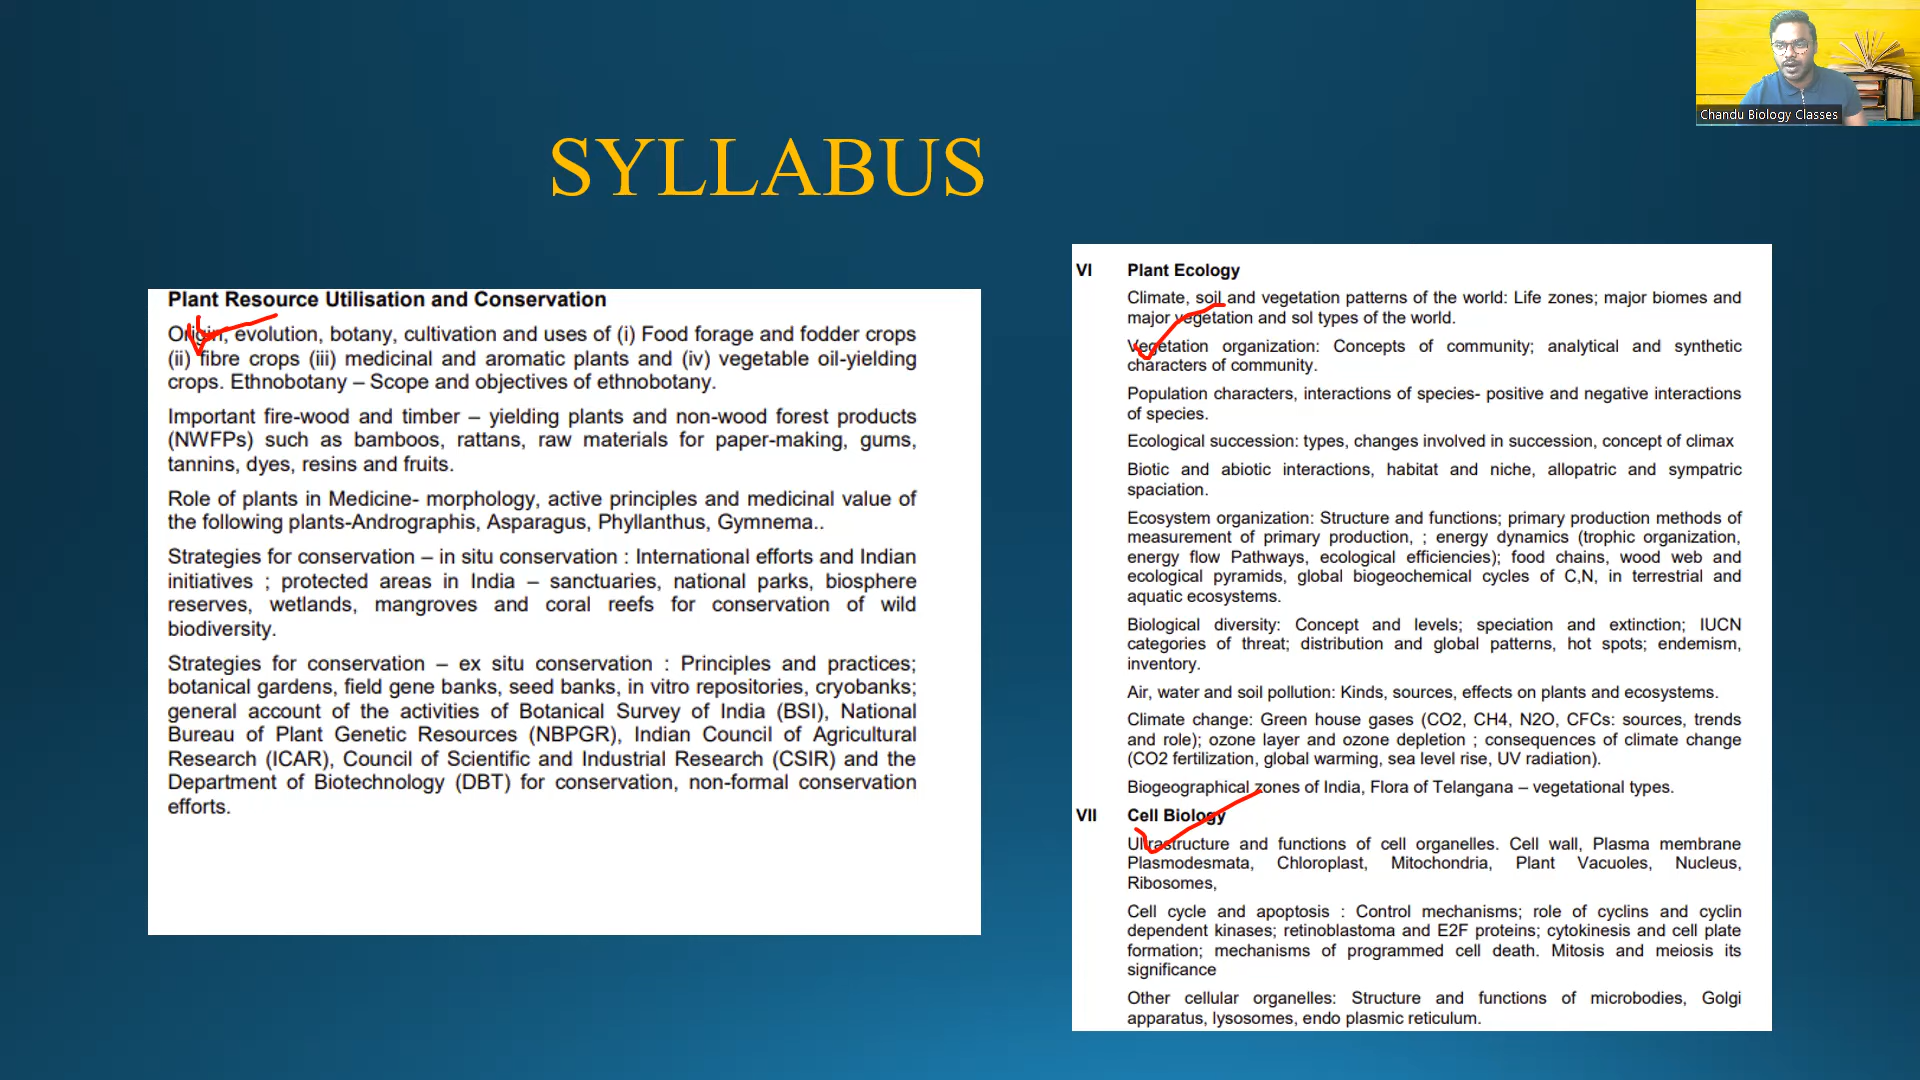 Chandu Biology Classes
SYLLABUS
Plant Resource Utilisation and Conservation
Origin, evolution, botany, cultivation and uses of (i) Food forage and fodder crops
(ii) fibre crops (iii) medicinal and aromatic plants and (iv) vegetable oil-yielding
crops. Ethnobotany – Scope and objectives of ethnobotany.
Important fire-wood and timber – yielding plants and non-wood forest products
(NWFPs) such as bamboos, rattans, raw materials for paper-making, gums,
tannins, dyes, resins and fruits.
Role of plants in Medicine- morphology, active principles and medicinal value of
the following plants-Andrographis, Asparagus, Phyllanthus, Gymnema..
Strategies for conservation – in situ conservation : International efforts and Indian
initiatives ; protected areas in India – sanctuaries, national parks, biosphere
reserves, wetlands, mangroves and coral reefs for conservation of wild
biodiversity.
Strategies for conservation – ex situ conservation : Principles and practices;
botanical gardens, field gene banks, seed banks, in vitro repositories, cryobanks;
general account of the activities of Botanical Survey of India (BSI), National
Bureau of Plant Genetic Resources (NBPGR), Indian Council of Agricultural
Research (ICAR), Council of Scientific and Industrial Research (CSIR) and the
Department of Biotechnology (DBT) for conservation, non-formal conservation
efforts.
VI Plant Ecology
Climate, soil and vegetation patterns of the world: Life zones; major biomes and
major vegetation and sol types of the world.
Vegetation organization: Concepts of community; analytical and synthetic
characters of community.
Population characters, interactions of species- positive and negative interactions
of species.
Ecological succession: types, changes involved in succession, concept of climax
Biotic and abiotic interactions, habitat and niche, allopatric and sympatric
spaciation.
Ecosystem organization: Structure and functions; primary production methods of
measurement of primary production, ; energy dynamics (trophic organization,
energy flow Pathways, ecological efficiencies); food chains, wood web and
ecological pyramids, global biogeochemical cycles of C,N, in terrestrial and
aquatic ecosystems.
Biological diversity: Concept and levels; speciation and extinction; IUCN
categories of threat; distribution and global patterns, hot spots; endemism,
inventory.
Air, water and soil pollution: Kinds, sources, effects on plants and ecosystems.
Climate change: Green house gases (CO2, CH4, N2O, CFCs: sources, trends
and role); ozone layer and ozone depletion ; consequences of climate change
(CO2 fertilization, global warming, sea level rise, UV radiation).
Biogeographical zones of India, Flora of Telangana – vegetational types.
VII Cell Biology
Ultrastructure and functions of cell organelles. Cell wall, Plasma membrane
Plasmodesmata, Chloroplast, Mitochondria, Plant Vacuoles, Nucleus,
Ribosomes,
Cell cycle and apoptosis : Control mechanisms; role of cyclins and cyclin
dependent kinases; retinoblastoma and E2F proteins; cytokinesis and cell plate
formation; mechanisms of programmed cell death. Mitosis and meiosis its
significance
Other cellular organelles: Structure and functions of microbodies, Golgi
apparatus, lysosomes, endo plasmic reticulum.